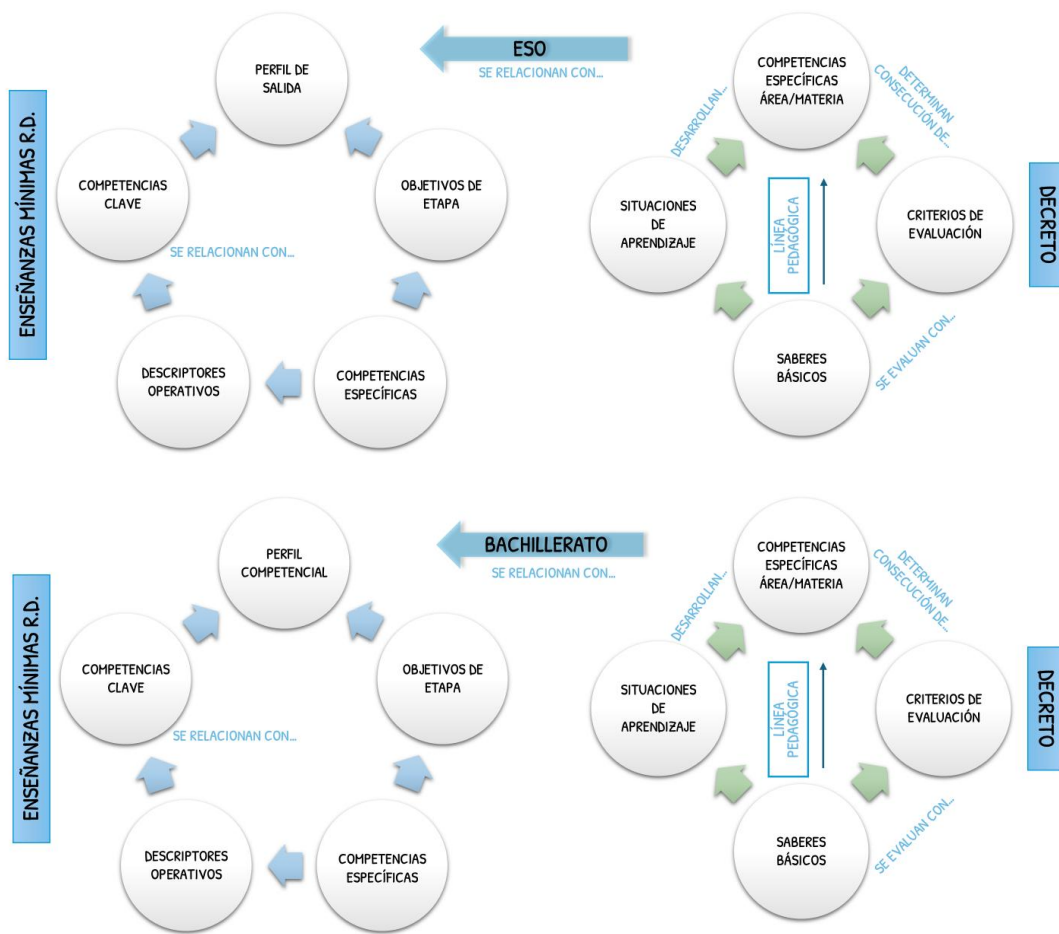 ENSEÑANZAS MÍNIMAS R.D.
PERFIL DE
SALIDA
COMPETENCIAS
CLAVE
OBJETIVOS DE
ETAPA
SE RELACIONAN CON...
DESCRIPTORES
OPERATIVOS
COMPETENCIAS
ESPECÍFICAS
ESO
SE RELACIONAN CON...
COMPETENCIAS
ESPECÍFICAS
ÁREA/MATERIA
DESARROLLAN...
DETERMINAN
CONSECUCIÓN DE...
SITUACIONES
DE
APRENDIZAJE
LÍNEA
PEDAGÓGICA
CRITERIOS DE
EVALUACIÓN
SABERES
BÁSICOS
SE EVALUAN CON...
DECRETO
ENSEÑANZAS MÍNIMAS R.D.
PERFIL
COMPETENCIAL
COMPETENCIAS
CLAVE
OBJETIVOS DE
ETAPA
SE RELACIONAN CON...
DESCRIPTORES
OPERATIVOS
COMPETENCIAS
ESPECÍFICAS
BACHILLERATO
SE RELACIONAN CON...
COMPETENCIAS
ESPECÍFICAS
ÁREA/MATERIA
DESARROLLAN...
DETERMINAN
CONSECUCIÓN DE...
SITUACIONES
DE
APRENDIZAJE
LÍNEA
PEDAGÓGICA
CRITERIOS DE
EVALUACIÓN
SABERES
BÁSICOS
SE EVALUAN CON...
DECRETO